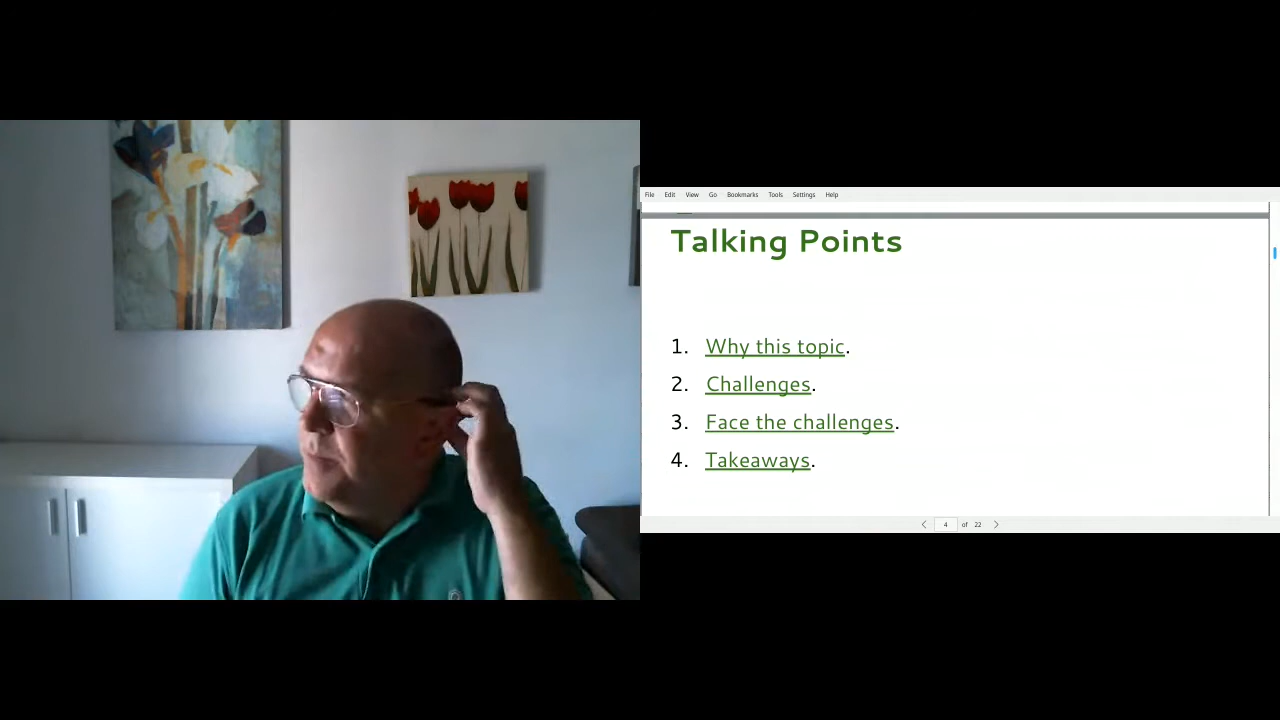 File Edit View Go Bookmarks Tools Settings Help
Talking Points
1. Why this topic.
2. Challenges.
3. Face the challenges.
4. Takeaways.
4 of 22